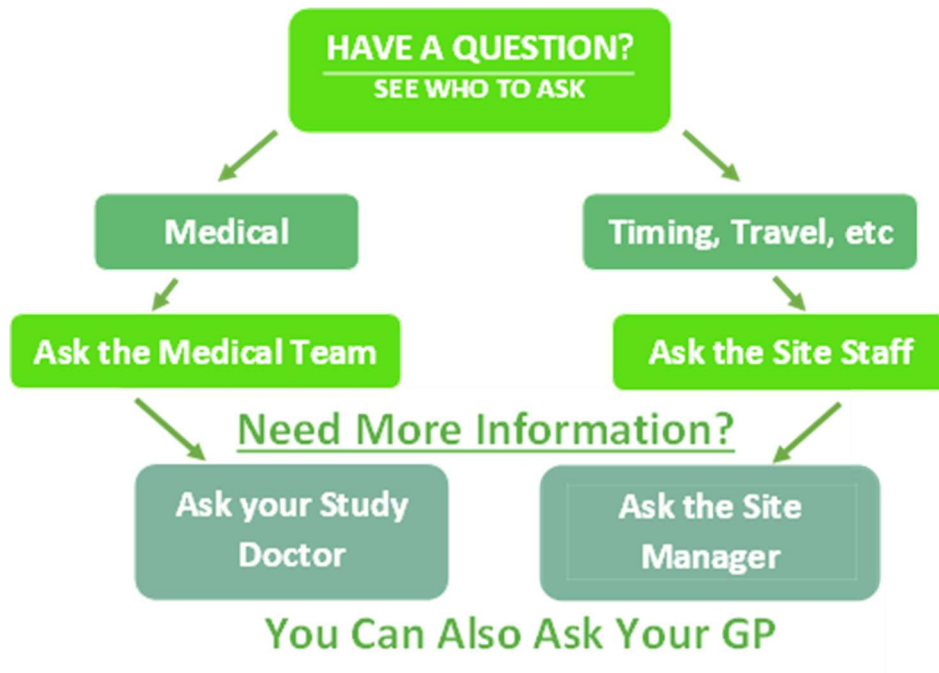 HAVE A QUESTION?
SEE WHO TO ASK
Medical
Timing, Travel, etc
Ask the Medical Team
Ask the Site Staff
Need More Information?
Ask your Study
Doctor
Ask the Site
Manager
You Can Also Ask Your GP